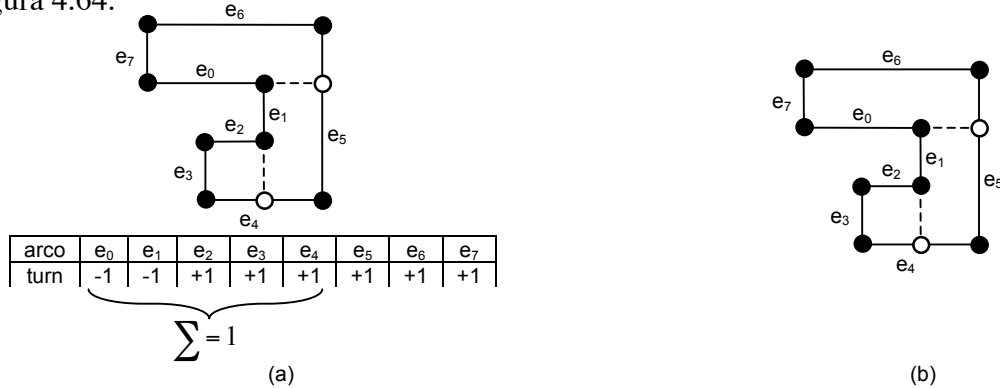 gura 4.64.
e6
e7
e0
e1
e2
e5
e3
e4
arco e0 e1 e2 e3 e4 e5 e6 e7
turn -1 -1 +1 +1 +1 +1 +1 +1
∑ = 1
(a)
e6
e7
e0
e1
e2
e5
e3
e4
(b)